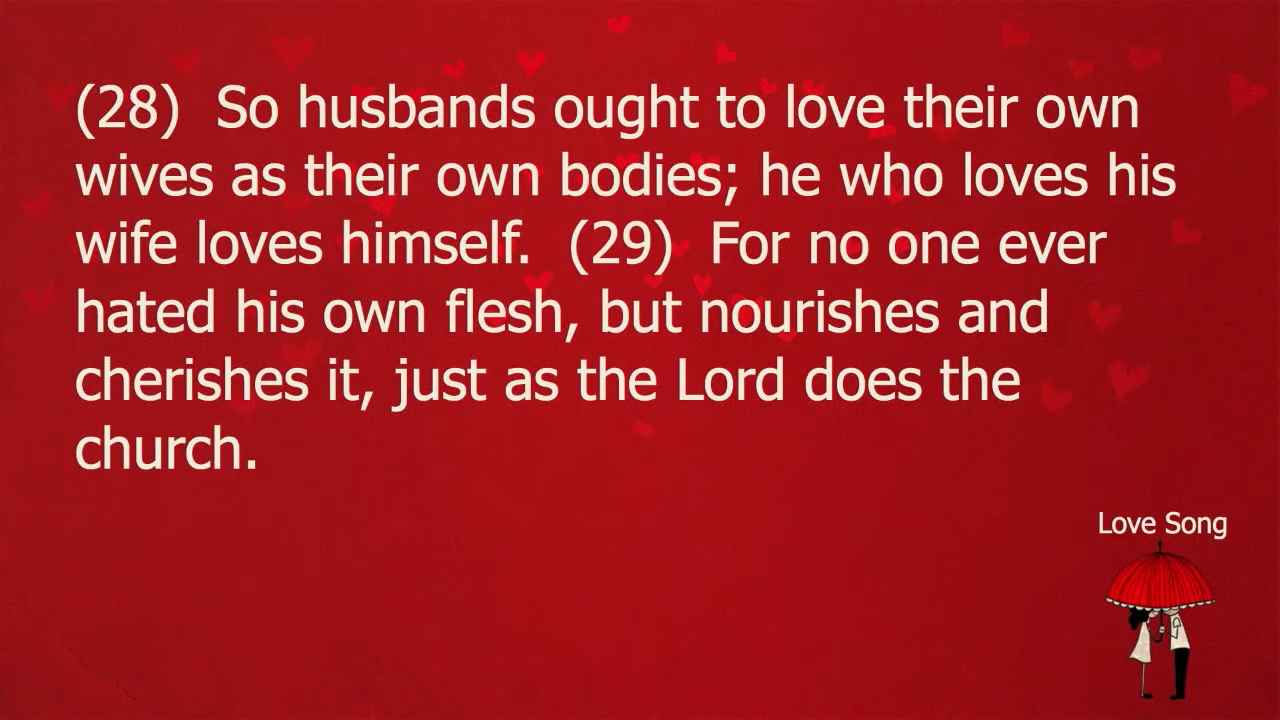 (28)  So husbands ought to love their own
wives as their own bodies; he who loves his
wife loves himself.  (29)  For no one ever
hated his own flesh, but nourishes and
cherishes it, just as the Lord does the
church.
Love Song